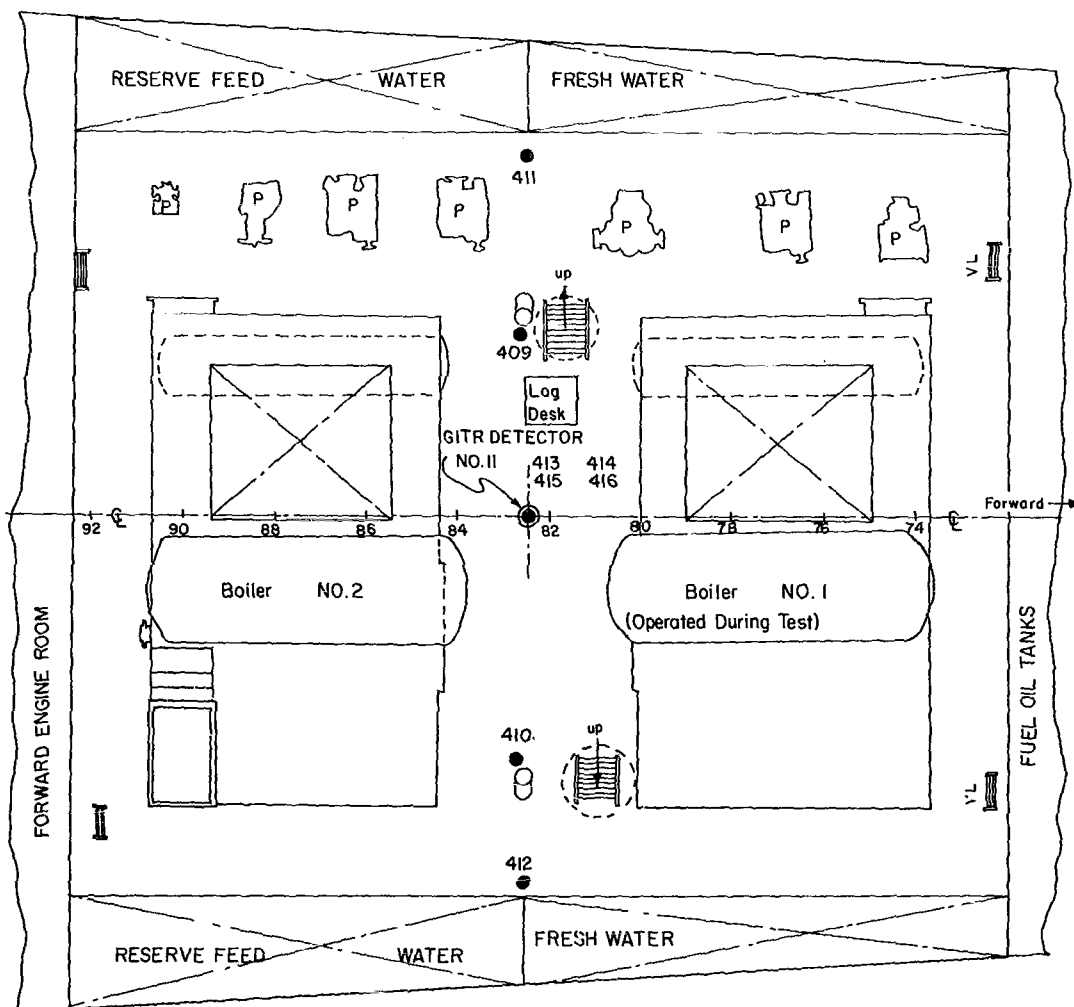 RESERVE FEED WATER FRESH WATER
411
P P P P P P P
VL
up
409
Log
Desk
GITR DETECTOR
NO.11 413 414
415 416
Forward
92 ℄ 90 88 86 84 82 80 78 76 74 ℄
Boiler NO.2 Boiler NO.1
(Operated During Test)
FORWARD ENGINE ROOM
FUEL OIL TANKS
410.
up
VL
412
RESERVE FEED WATER FRESH WATER